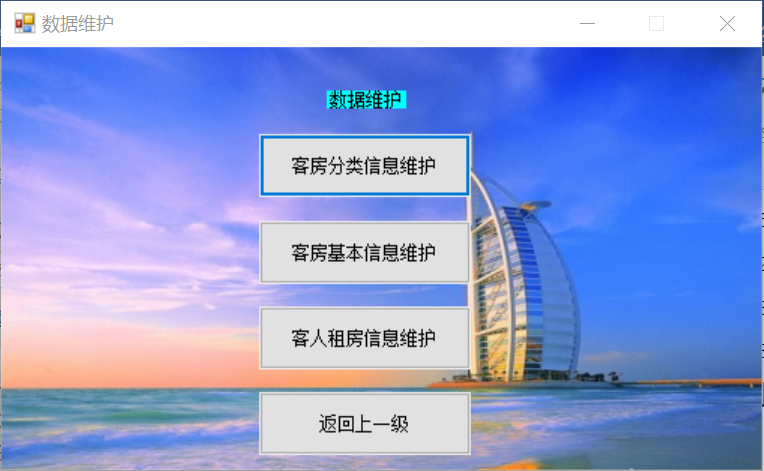 数据维护
数据维护
客房分类信息维护
客房基本信息维护
客人租房信息维护
返回上一级